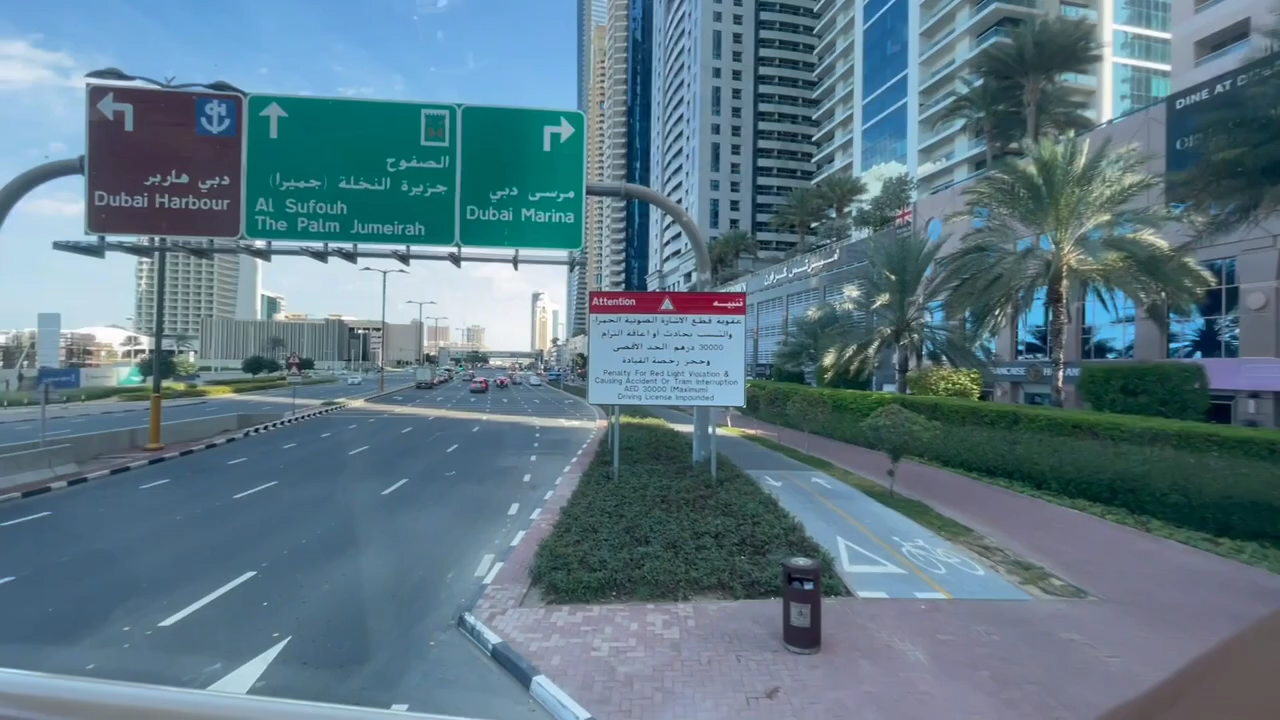 دبي هاربر
Dubai Harbour
الصفوح
جزيرة النخلة (جميرا)
Al Sufouh
The Palm Jumeirah
مرسى دبي
Dubai Marina
Attention تنبيه
عقوبة قطع الإشارة الضوئية الحمراء
والتسبب بحادث أو إعاقة الترام
30000 درهم الحد الأقصى
وحجز رخصة القيادة
Penalty For Red Light Violation &
Causing Accident Or Tram Interruption
AED 30000 (Maximum)
Driving License Impounded
DINE AT